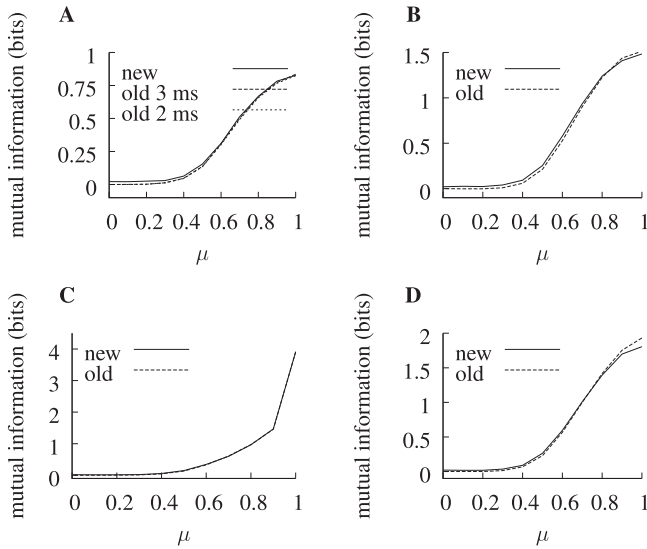 A
mutual information (bits)
1
0.75
0.5
0.25
0
new
old 3 ms
old 2 ms
0 0.2 0.4 0.6 0.8 1
μ
B
mutual information (bits)
1.5
1
0.5
0
new
old
0 0.2 0.4 0.6 0.8 1
μ
C
mutual information (bits)
4
3
2
1
0
new
old
0 0.2 0.4 0.6 0.8 1
μ
D
mutual information (bits)
2
1.5
1
0.5
0
new
old
0 0.2 0.4 0.6 0.8 1
μ